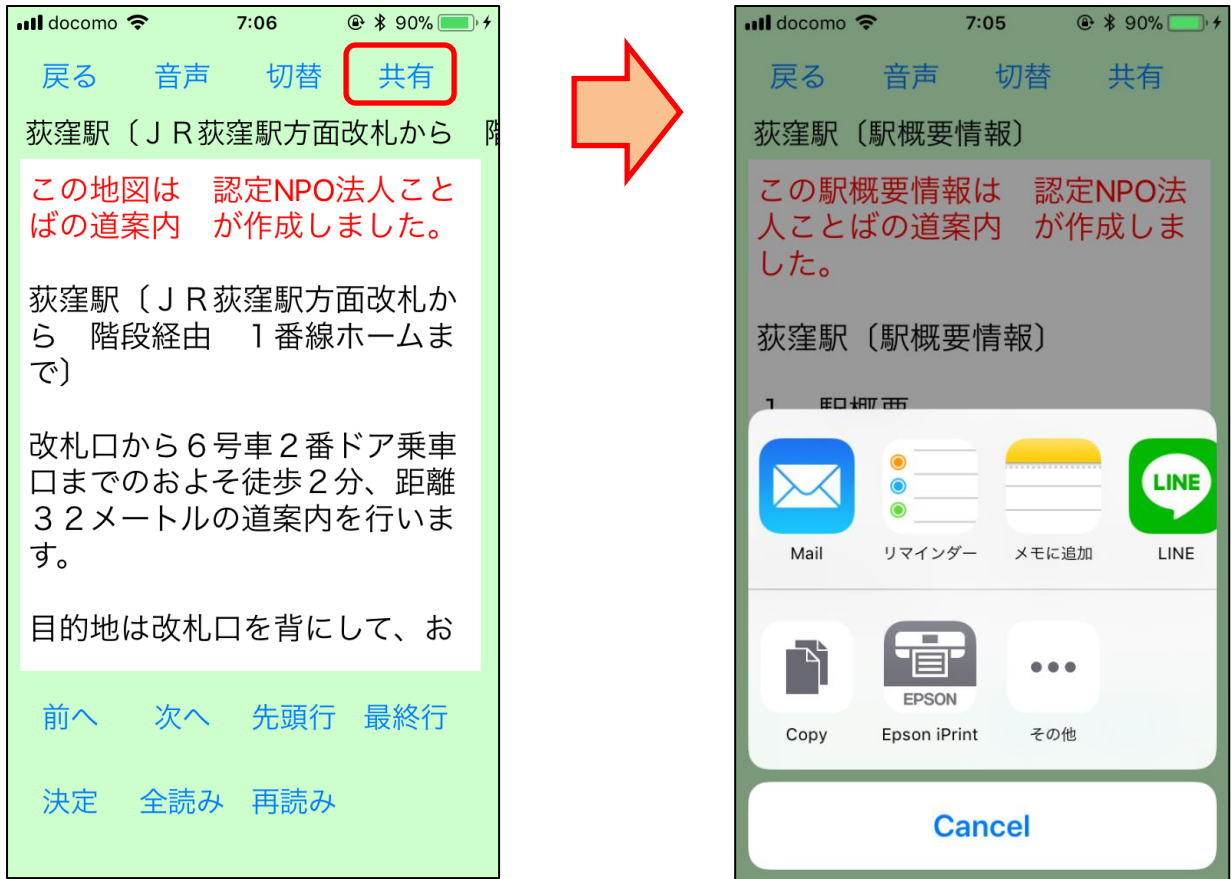 docomo 7:06 90%
戻る 音声 切替 共有
荻窪駅〔ＪＲ荻窪駅方面改札から　階
この地図は　認定NPO法人こと
ばの道案内　が作成しました。
荻窪駅〔ＪＲ荻窪駅方面改札か
ら　階段経由　１番線ホームま
で〕
改札口から６号車２番ドア乗車
口までのおよそ徒歩２分、距離
３２メートルの道案内を行いま
す。
目的地は改札口を背にして、お
前へ 次へ 先頭行 最終行
決定 全読み 再読み
docomo 7:05 90%
戻る 音声 切替 共有
荻窪駅〔駅概要情報〕
この駅概要情報は　認定NPO法
人ことばの道案内　が作成しま
した。
荻窪駅〔駅概要情報〕
１　駅概要
LINE
Mail リマインダー メモに追加 LINE
EPSON
Copy Epson iPrint その他
Cancel